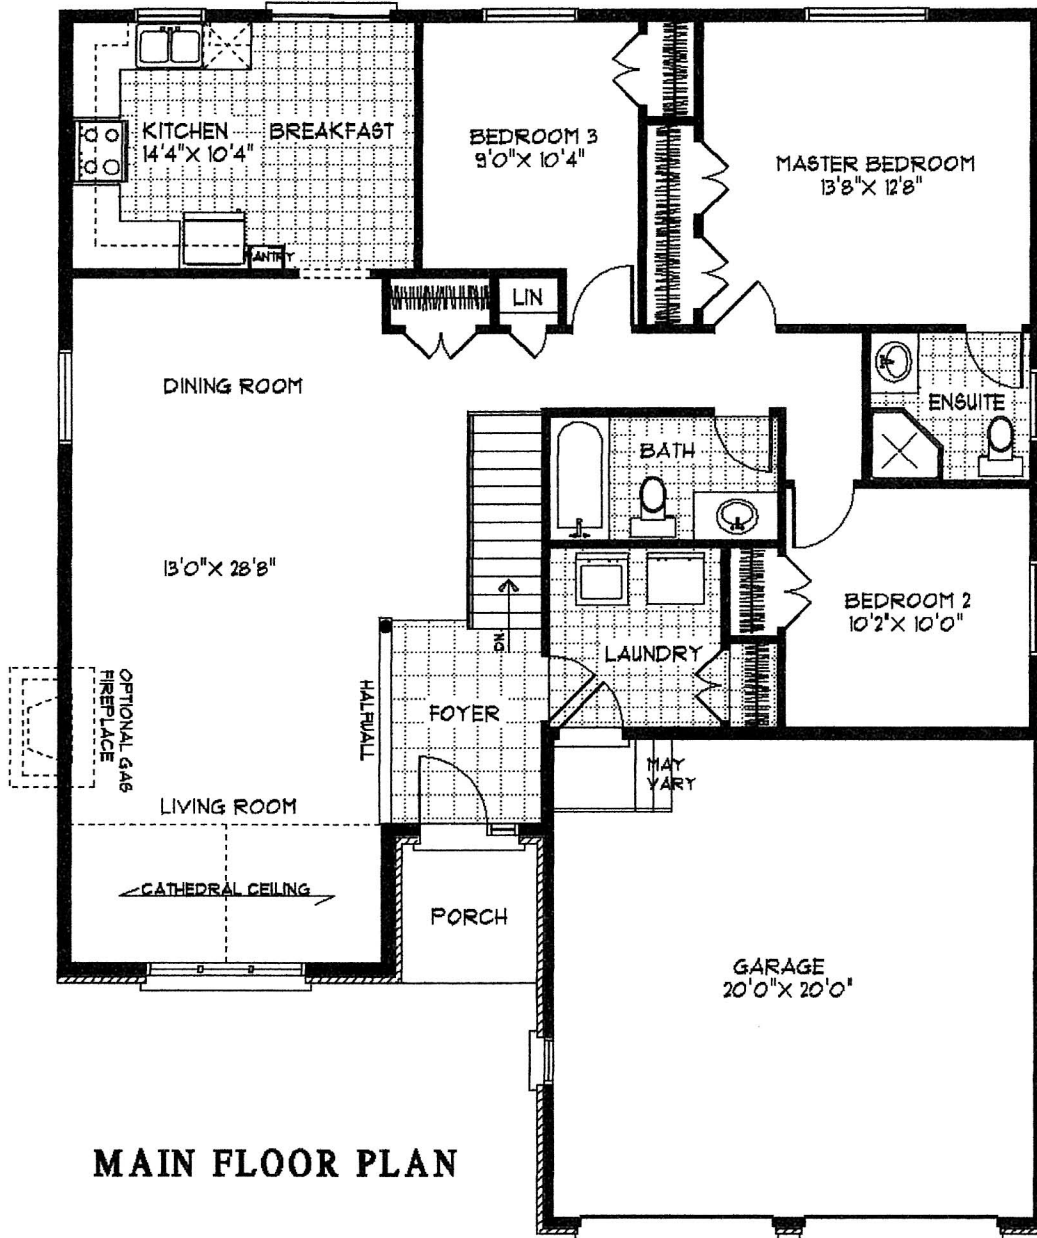 KITCHEN
14'4" X 10'4"
BREAKFAST
PANTRY
BEDROOM 3
9'0" X 10'4"
MASTER BEDROOM
13'8" X 12'8"
LIN
DINING ROOM
ENSUITE
BATH
13'0" X 28'8"
BEDROOM 2
10'2" X 10'0"
DN.
LAUNDRY
OPTIONAL GAS
FIREPLACE
HALFWALL
FOYER
MAY
VARY
LIVING ROOM
CATHEDRAL CEILING
PORCH
GARAGE
20'0" X 20'0"
MAIN FLOOR PLAN